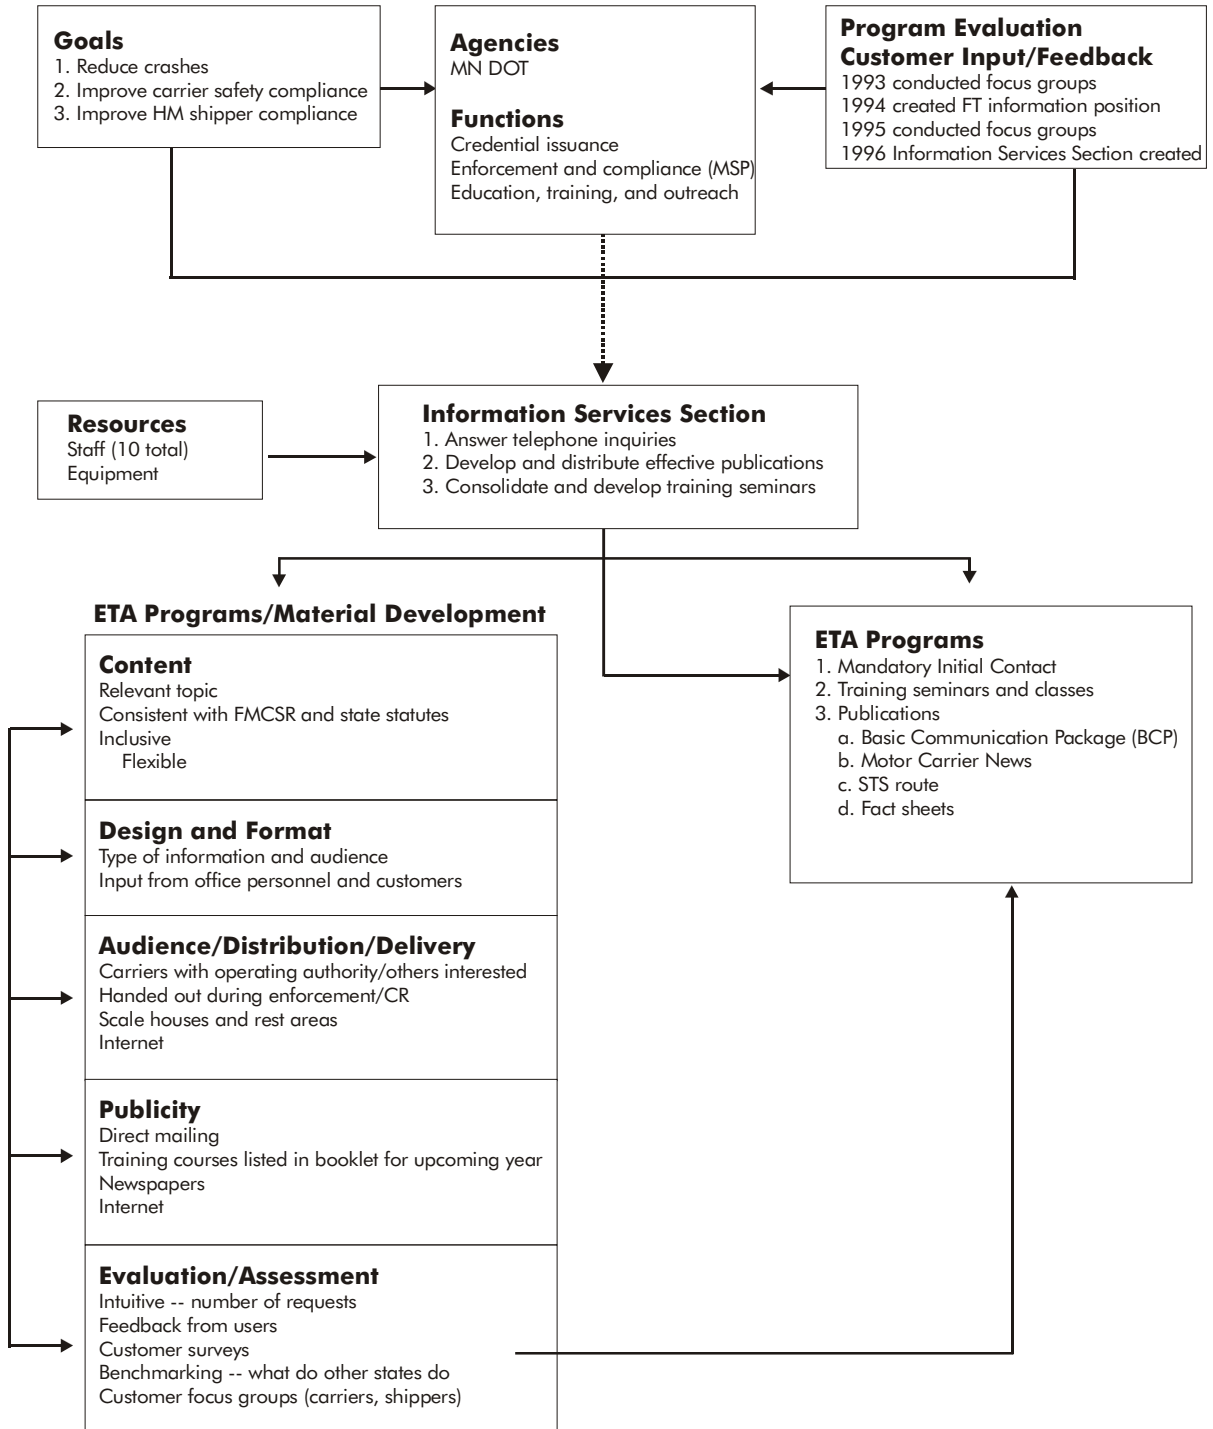 Goals
1. Reduce crashes
2. Improve carrier safety compliance
3. Improve HM shipper compliance
Agencies
MN DOT
Functions
Credential issuance
Enforcement and compliance (MSP)
Education, training, and outreach
Program Evaluation
Customer Input/Feedback
1993 conducted focus groups
1994 created FT information position
1995 conducted focus groups
1996 Information Services Section created
Resources
Staff (10 total)
Equipment
Information Services Section
1. Answer telephone inquiries
2. Develop and distribute effective publications
3. Consolidate and develop training seminars
ETA Programs/Material Development
Content
Relevant topic
Consistent with FMCSR and state statutes
Inclusive
Flexible
Design and Format
Type of information and audience
Input from office personnel and customers
Audience/Distribution/Delivery
Carriers with operating authority/others interested
Handed out during enforcement/CR
Scale houses and rest areas
Internet
Publicity
Direct mailing
Training courses listed in booklet for upcoming year
Newspapers
Internet
Evaluation/Assessment
Intuitive -- number of requests
Feedback from users
Customer surveys
Benchmarking -- what do other states do
Customer focus groups (carriers, shippers)
ETA Programs
1. Mandatory Initial Contact
2. Training seminars and classes
3. Publications
a. Basic Communication Package (BCP)
b. Motor Carrier News
c. STS route
d. Fact sheets